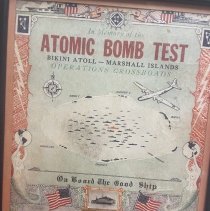 In Memory of the
ATOMIC BOMB TEST
BIKINI ATOLL — MARSHALL ISLANDS
OPERATIONS CROSSROADS
On Board The Good Ship